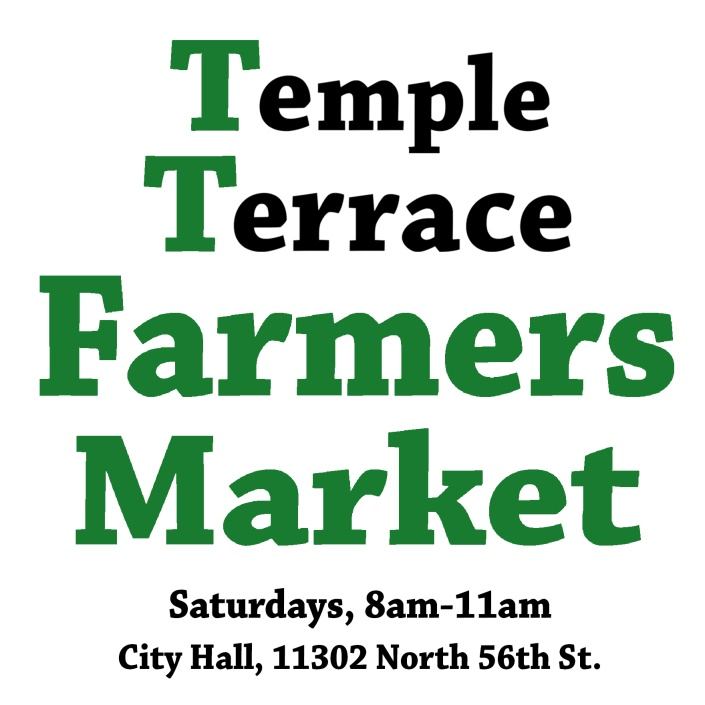 Temple
Terrace
Farmers
Market
Saturdays, 8am-11am
City Hall, 11302 North 56th St.